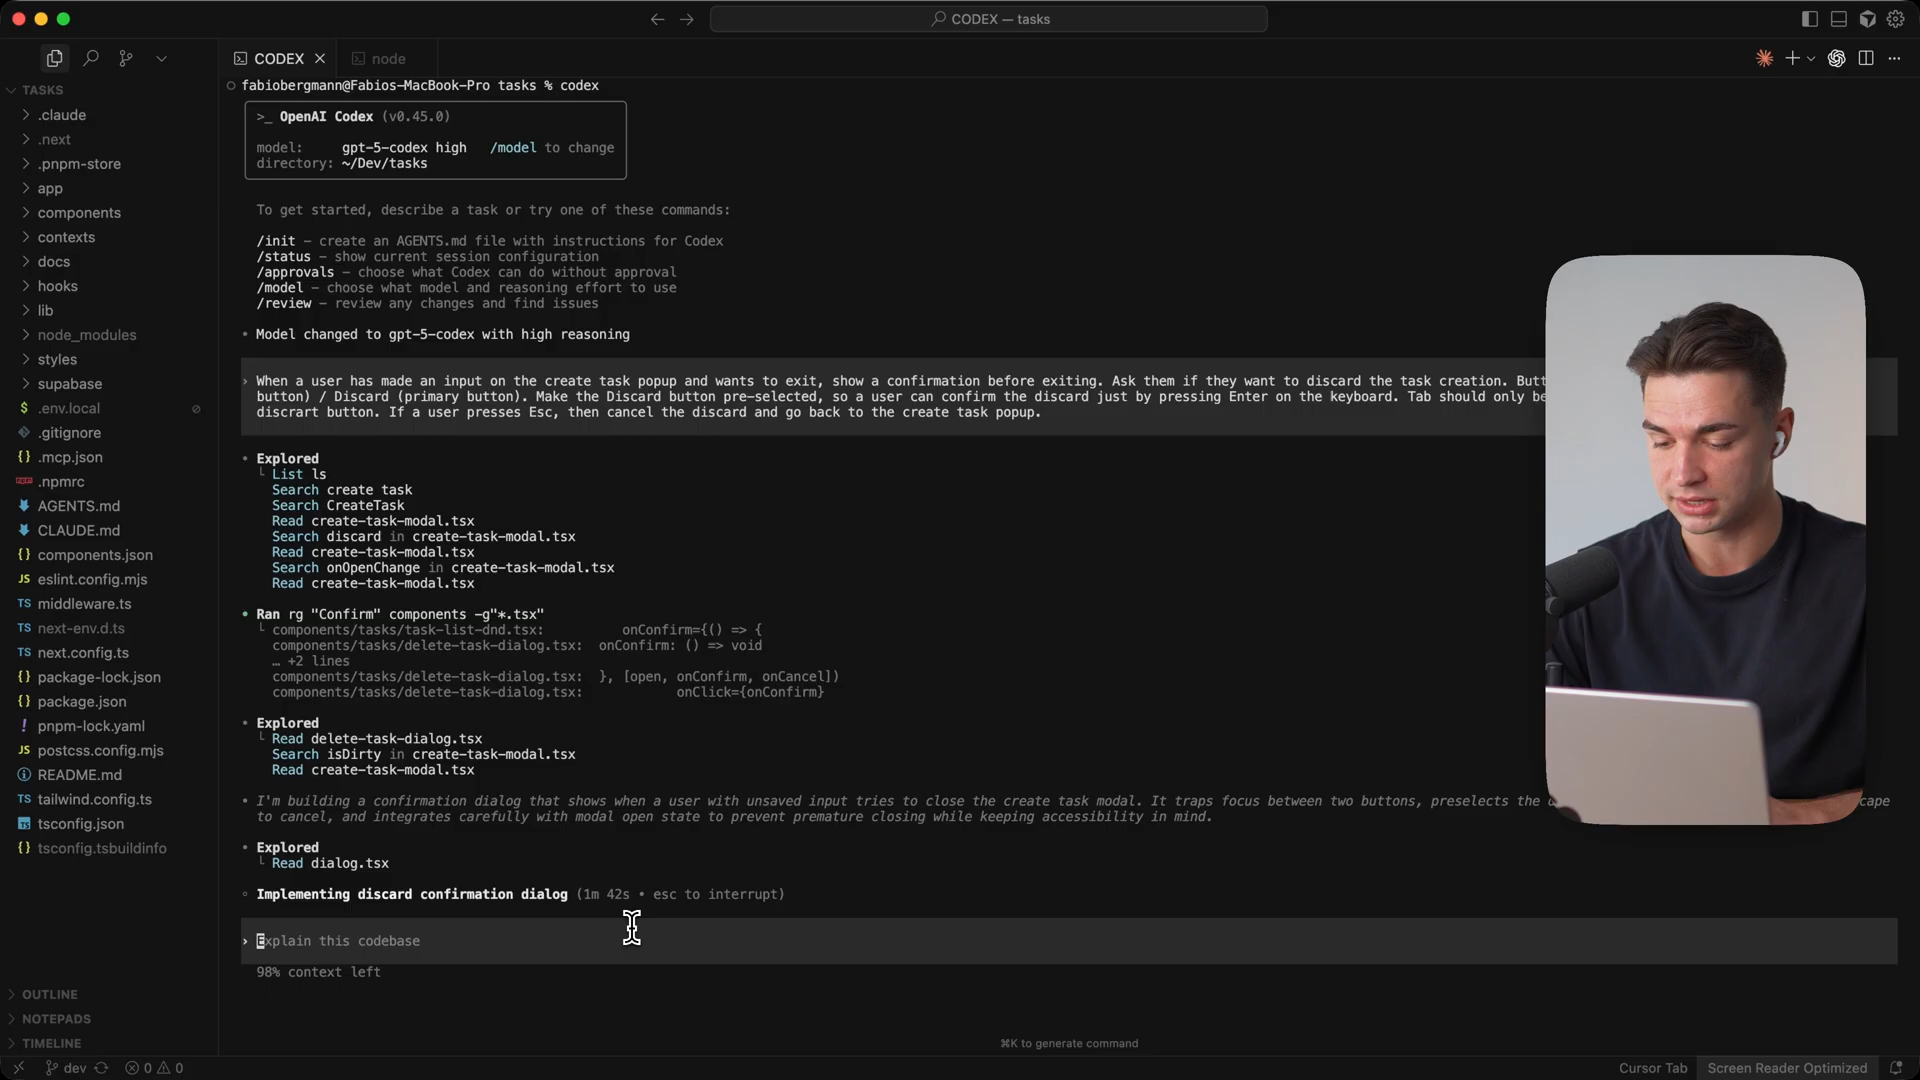 CODEX — tasks
CODEX
node
TASKS
.claude
.next
.pnpm-store
app
components
contexts
docs
hooks
lib
node_modules
styles
supabase
$ .env.local
.gitignore
{} .mcp.json
.npmrc
AGENTS.md
CLAUDE.md
{} components.json
JS eslint.config.mjs
TS middleware.ts
TS next-env.d.ts
TS next.config.ts
{} package-lock.json
{} package.json
! pnpm-lock.yaml
JS postcss.config.mjs
README.md
TS tailwind.config.ts
tsconfig.json
{} tsconfig.tsbuildinfo
OUTLINE
NOTEPADS
TIMELINE
fabiobergmann@Fabios-MacBook-Pro tasks % codex
>_ OpenAI Codex (v0.45.0)
model: gpt-5-codex high /model to change
directory: ~/Dev/tasks
To get started, describe a task or try one of these commands:
/init – create an AGENTS.md file with instructions for Codex
/status – show current session configuration
/approvals – choose what Codex can do without approval
/model – choose what model and reasoning effort to use
/review – review any changes and find issues
• Model changed to gpt-5-codex with high reasoning
› When a user has made an input on the create task popup and wants to exit, show a confirmation before exiting. Ask them if they want to discard the task creation.
button) / Discard (primary button). Make the Discard button pre-selected, so a user can confirm the discard just by pressing Enter on the keyboard. Tab should only be
discrart button. If a user presses Esc, then cancel the discard and go back to the create task popup.
• Explored
└ List ls
Search create task
Search CreateTask
Read create-task-modal.tsx
Search discard in create-task-modal.tsx
Read create-task-modal.tsx
Search onOpenChange in create-task-modal.tsx
Read create-task-modal.tsx
• Ran rg "Confirm" components -g"*.tsx"
└ components/tasks/task-list-dnd.tsx: onConfirm={() => {
components/tasks/delete-task-dialog.tsx: onConfirm: () => void
… +2 lines
components/tasks/delete-task-dialog.tsx: }, [open, onConfirm, onCancel])
components/tasks/delete-task-dialog.tsx: onClick={onConfirm}
• Explored
└ Read delete-task-dialog.tsx
Search isDirty in create-task-modal.tsx
Read create-task-modal.tsx
• I'm building a confirmation dialog that shows when a user with unsaved input tries to close the create task modal. It traps focus between two buttons, preselects the
to cancel, and integrates carefully with modal open state to prevent premature closing while keeping accessibility in mind.
• Explored
└ Read dialog.tsx
◦ Implementing discard confirmation dialog (1m 42s • esc to interrupt)
› Explain this codebase
98% context left
⌘K to generate command
dev
0
0
Cursor Tab
Screen Reader Optimized